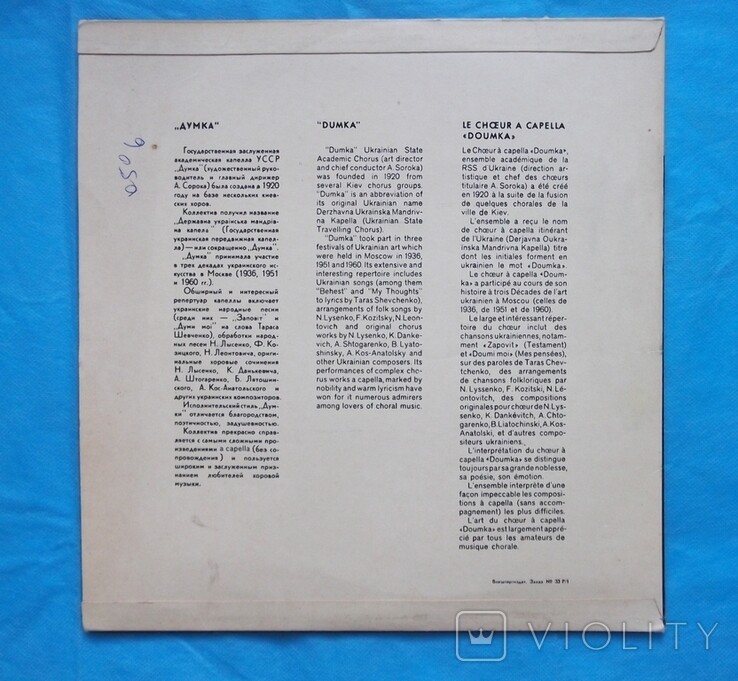 „ДУМКА"
Государственная заслуженная
академическая капелла УССР
„Думка" (художественный руко-
водитель и главный дирижер
А. Сорока) была создана в 1920
году на базе нескольких киев-
ских хоров.
Коллектив получил название
„Державна українська мандрів-
на капела" (Государственная
украинская передвижная капел-
ла) — или сокращенно „Думка".
„Думка" принимала участие
в трех декадах украинского ис-
кусства в Москве (1936, 1951
и 1960 гг.).
Обширный и интересный
репертуар капеллы включает
украинские народные песни
(среди них — „Заповіт" и
„Думи мої" на слова Тараса
Шевченко), обработки народ-
ных песен Н. Лысенко, Ф. Ко-
зицкого, Н. Леонтовича, ориги-
нальные хоровые сочинения
Н. Лысенко, К. Данькевича,
А. Штогаренко, Б. Лятошин-
ского, А. Кос-Анатольского и
других украинских композиторов.
Исполнительский стиль „Дум-
ки" отличается благородством,
поэтичностью, задушевностью.
Коллектив прекрасно справ-
ляется с самыми сложными про-
изведениями a capella (без со-
провождения) и пользуется
широким и заслуженным приз-
нанием любителей хоровой
музыки.
"DUMKA"
"Dumka" Ukrainian State
Academic Chorus (art director
and chief conductor A. Soroka)
was founded in 1920 from
several Kiev chorus groups.
"Dumka" is an abbreviation of
its original Ukrainian name
Derzhavna Ukrainska Mandriv-
na Kapella (Ukrainian State
Travelling Chorus).
"Dumka" took part in three
festivals of Ukrainian art which
were held in Moscow in 1936,
1951 and 1960. Its extensive and
interesting repertoire includes
Ukrainian songs (among them
"Behest" and "My Thoughts"
to lyrics by Taras Shevchenko),
arrangements of folk songs by
N. Lysenko, F. Kozitsky, N. Leon-
tovich and original chorus
works by N. Lysenko, K. Danke-
vich, A. Shtogarenko, B. Lyato-
shinsky, A. Kos-Anatolsky and
other Ukrainian composers. Its
performances of complex cho-
rus works a capella, marked by
nobility and warm lyricism have
won for it numerous admirers
among lovers of choral music.
LE CHŒUR A CAPELLA
«DOUMKA»
Le Chœur à capella «Doumka»,
ensemble académique de la
RSS d'Ukraine (direction ar-
tistique et chef des chœurs
titulaire A. Soroka) a été créé
en 1920 à la suite de la fusion
de quelques chorales de la
ville de Kiev.
L'ensemble a reçu le nom
de chœur à capella itinérant
de l'Ukraine (Derjavna Oukra-
inska Mandrivna Kapella) titre
dont les initiales forment en
ukrainien le mot «Doumka».
Le chœur à capella «Doum-
ka» a participé au cours de son
histoire à trois Décades de l'art
ukrainien à Moscou (celles de
1936, de 1951 et de 1960).
Le large et intéressant réper-
toire du chœur inclut des
chansons ukrainiennes, notam-
ment «Zapovit» (Testament)
et «Doumi moi» (Mes pensées),
sur des paroles de Taras Chev-
tchenko, des arrangements
de chansons folkloriques par
N. Lyssenko, F. Kozitski, N. Lé-
ontovitch, des compositions
originales pour chœur de N. Lys-
senko, K. Dankévitch, A. Chto-
garenko, B. Liatochinski, A. Kos-
Anatolski, et d'autres compo-
siteurs ukrainiens.
L'interprétation du chœur à
capella «Doumka» se distingue
toujours par sa grande noblesse,
sa poésie, son émotion.
L'ensemble interprète d'une
façon impeccable les composi-
tions à capella (sans accom-
pagnement) les plus difficiles.
L'art du chœur à capella
«Doumka» est largement appré-
cié par tous les amateurs de
musique chorale.
Внешторгиздат. Заказ № 33 Р/1
VIOLITY